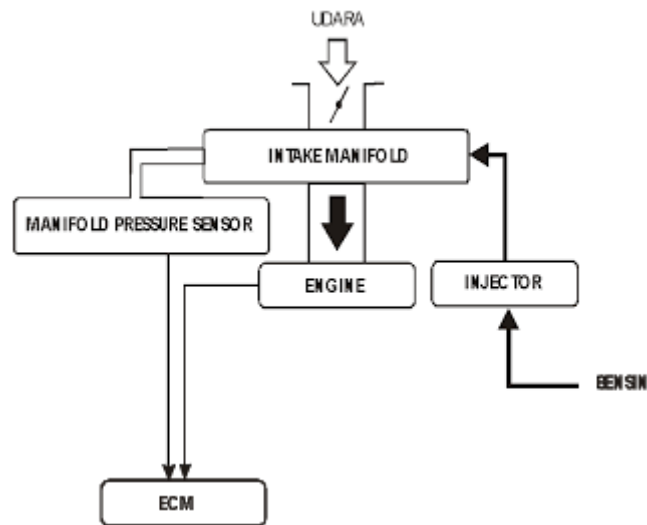 UDARA
INTAKE MANIFOLD
MANIFOLD PRESSURE SENSOR
ENGINE
INJECTOR
BENSIN
ECM